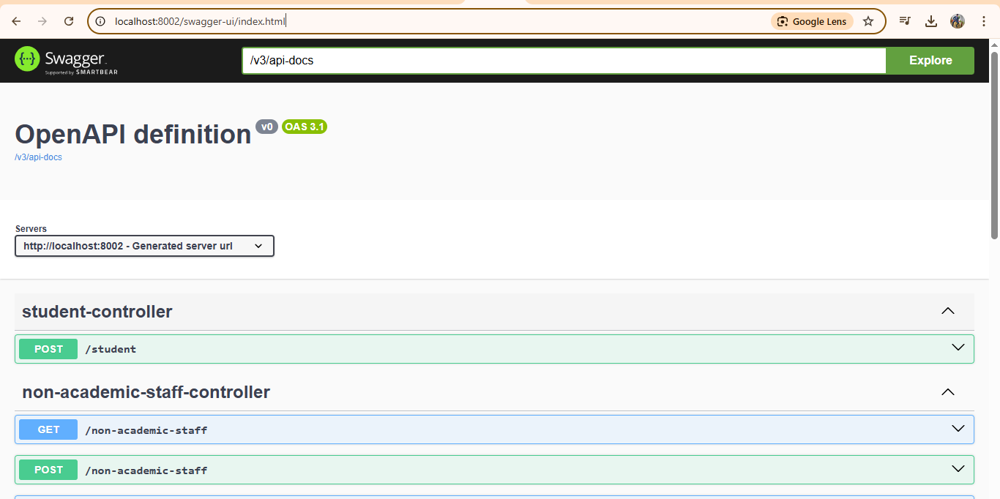 localhost:8002/swagger-ui/index.html
Google Lens
Swagger
Supported by SMARTBEAR
/v3/api-docs
Explore
OpenAPI definition v0 OAS 3.1
/v3/api-docs
Servers
http://localhost:8002 - Generated server url
student-controller
POST /student
non-academic-staff-controller
GET /non-academic-staff
POST /non-academic-staff